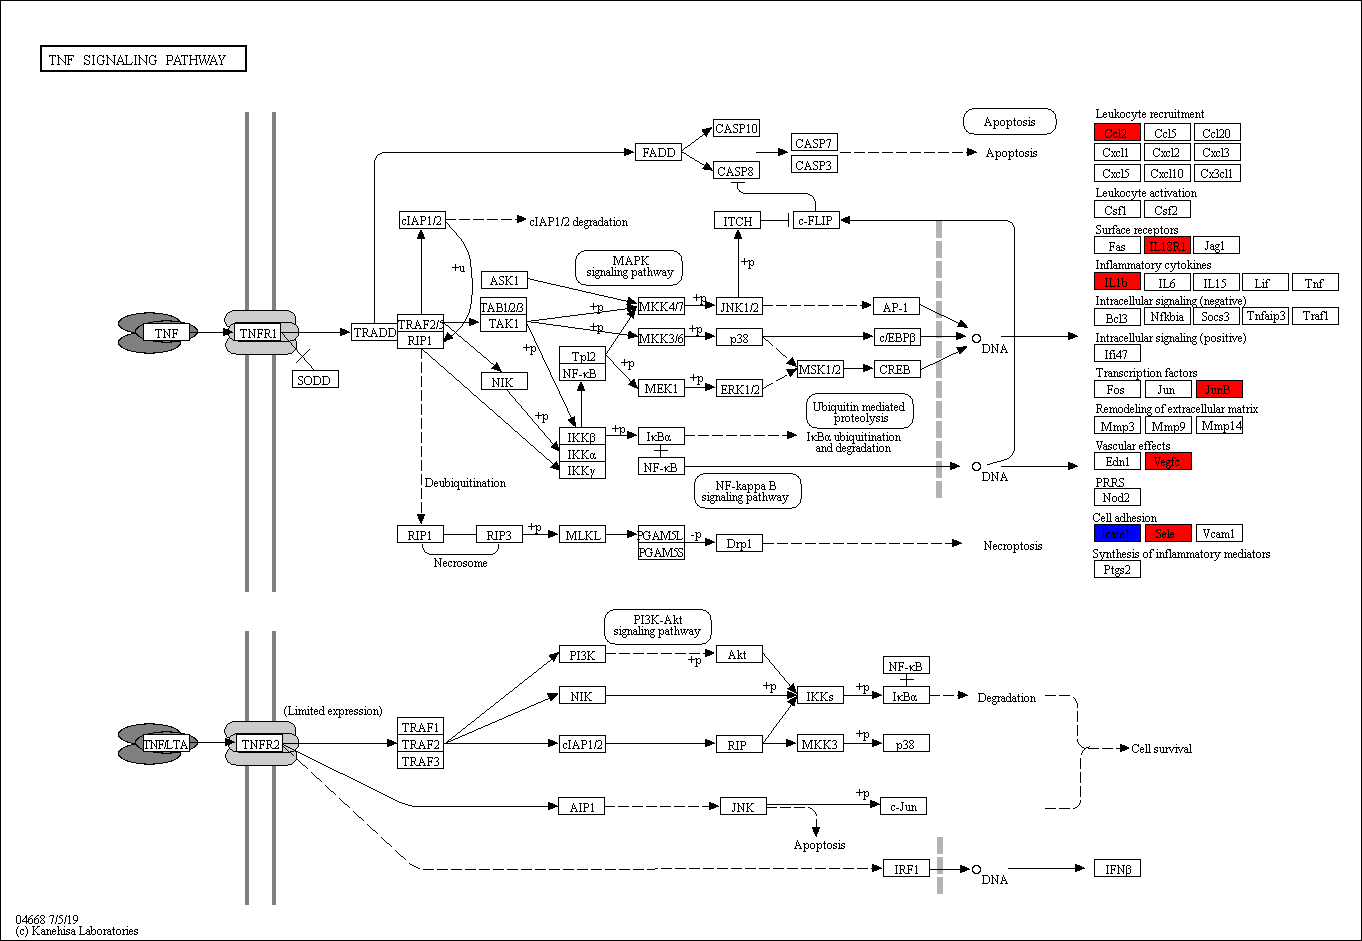 TNF SIGNALING PATHWAY
Apoptosis
CASP10
FADD
CASP7
CASP3
Apoptosis
CASP8
cIAP1/2
cIAP1/2 degradation
ITCH
c-FLIP
+u
MAPK
signaling pathway
+p
ASK1
TAB1/2/3
TAK1
+p
MKK4/7
+p
JNK1/2
AP-1
TNF
TNFR1
TRADD
TRAF2/5
RIP1
+p
MKK3/6
+p
p38
c/EBPβ
DNA
SODD
+p
Tpl2
NF-κB
+p
MSK1/2
CREB
NIK
MEK1
+p
ERK1/2
+p
Ubiquitin mediated
proteolysis
IKKβ
IKKα
IKKγ
+p
IκBα
IκBα ubiquitination
and degradation
NF-κB
DNA
Deubiquitination
NF-kappa B
signaling pathway
RIP1
RIP3
+p
MLKL
PGAM5L
PGAM5S
-p
Drp1
Necroptosis
Necrosome
Leukocyte recruitment
Ccl2
Ccl5
Ccl20
Cxcl1
Cxcl2
Cxcl3
Cxcl5
Cxcl10
Cx3cl1
Leukocyte activation
Csf1
Csf2
Surface receptors
Fas
IL18R1
Jag1
Inflammatory cytokines
IL1b
IL6
IL15
Lif
Tnf
Intracellular signaling (negative)
Bcl3
Nfkbia
Socs3
Tnfaip3
Traf1
Intracellular signaling (positive)
Ifi47
Transcription factors
Fos
Jun
JunB
Remodeling of extracellular matrix
Mmp3
Mmp9
Mmp14
Vascular effects
Edn1
Vegfc
PRRS
Nod2
Cell adhesion
Sele
Vcam1
Synthesis of inflammatory mediators
Ptgs2
PI3K-Akt
signaling pathway
PI3K
+p
Akt
NF-κB
NIK
+p
IKKs
+p
IκBα
Degradation
(Limited expression)
TNF/LTA
TNFR2
TRAF1
TRAF2
TRAF3
cIAP1/2
RIP
MKK3
+p
p38
Cell survival
AIP1
JNK
+p
c-Jun
Apoptosis
IRF1
DNA
IFNβ
04668 7/5/19
(c) Kanehisa Laboratories